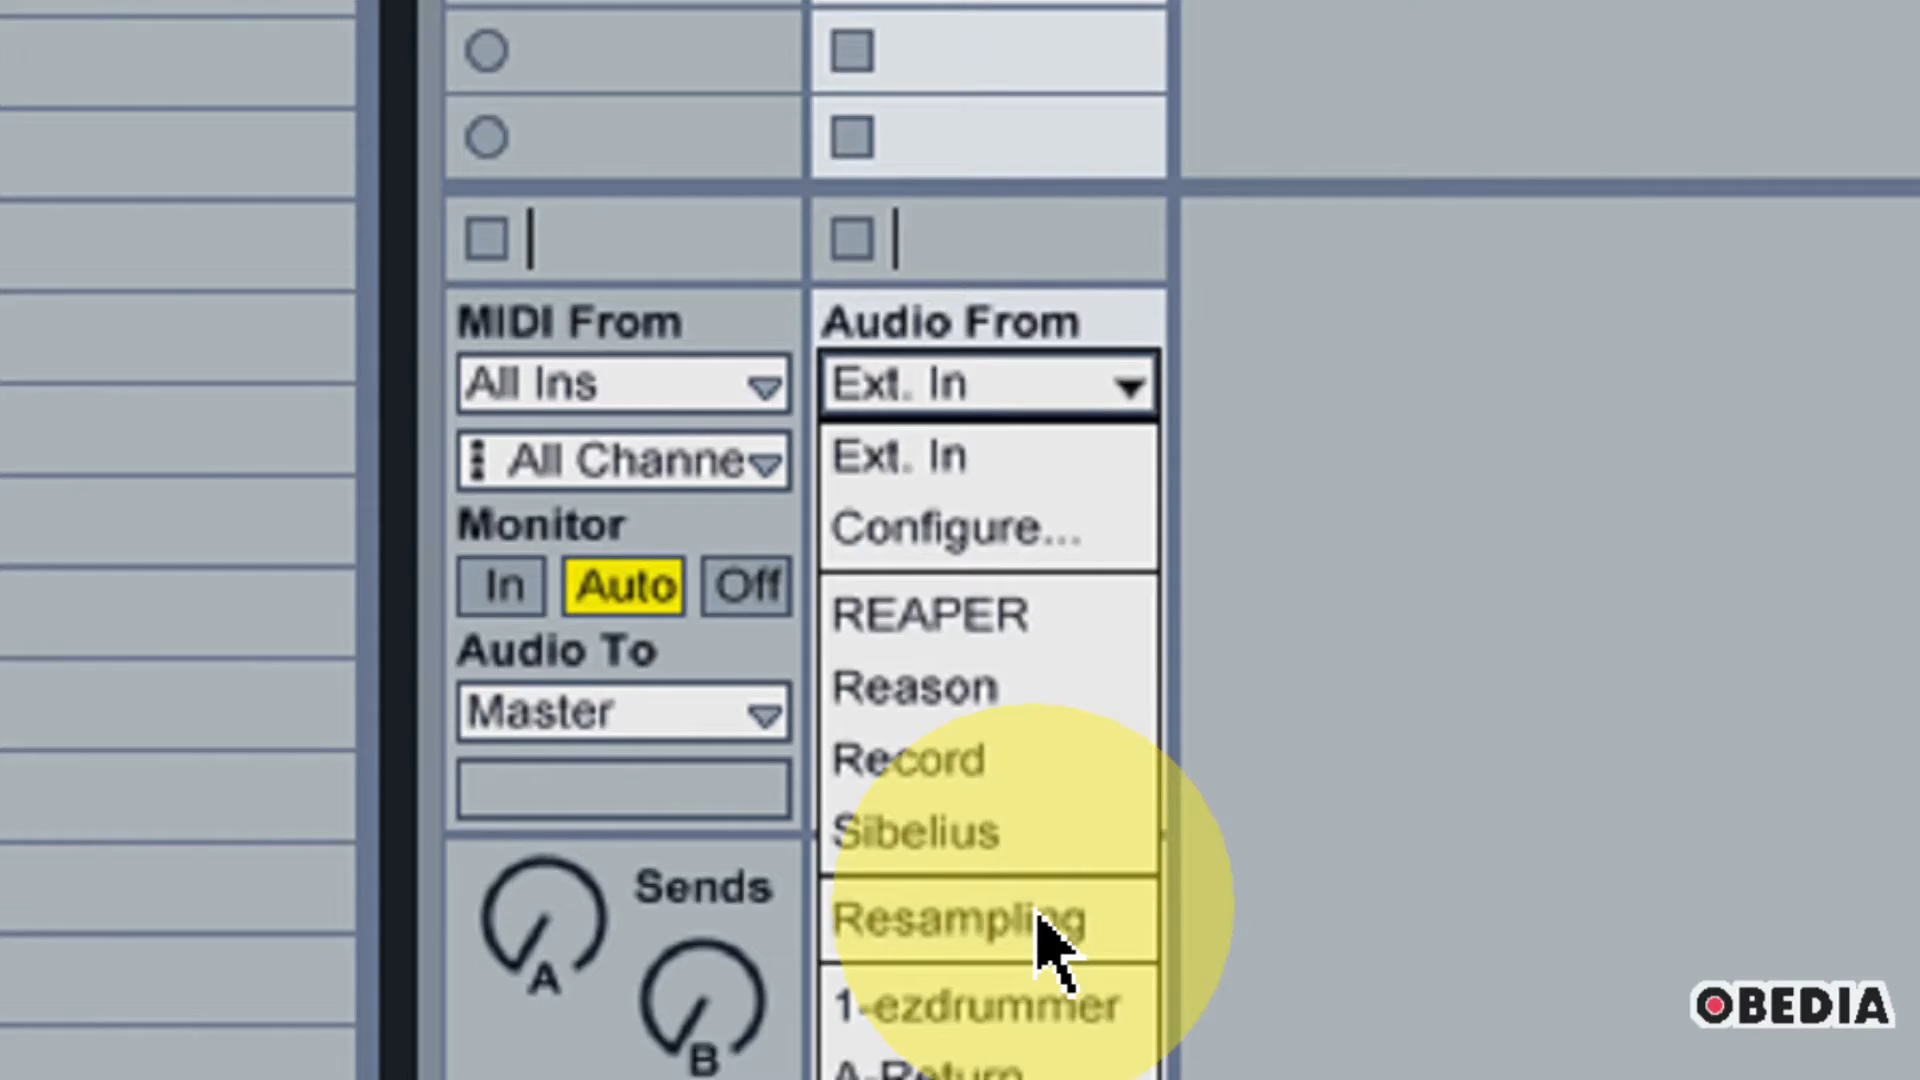 MIDI From
All Ins
All Channe
Monitor
In Auto Off
Audio To
Master
Sends
A
B
Audio From
Ext. In
Ext. In
Configure...
REAPER
Reason
Record
Sibelius
Resampling
1-ezdrummer
A-Return
OBEDIA